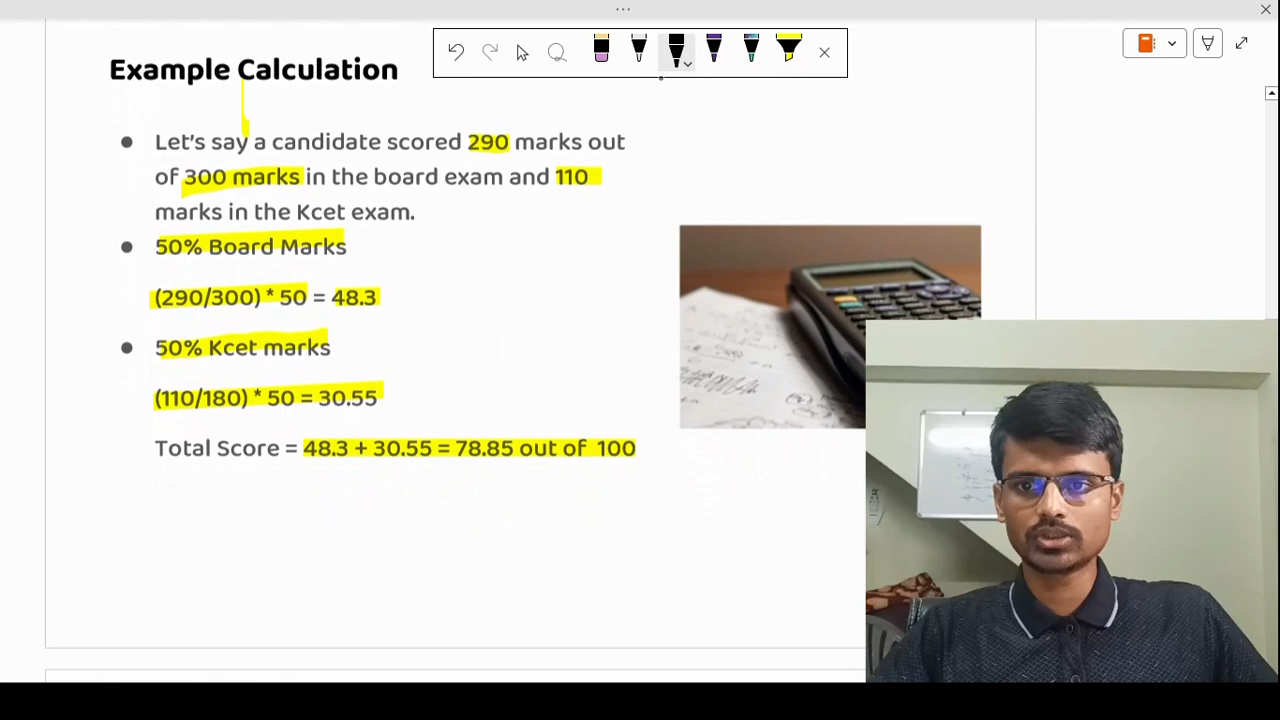 Example Calculation
Let's say a candidate scored 290 marks out
of 300 marks in the board exam and 110
marks in the Kcet exam.
50% Board Marks
(290/300) * 50 = 48.3
50% Kcet marks
(110/180) * 50 = 30.55
Total Score = 48.3 + 30.55 = 78.85 out of 100